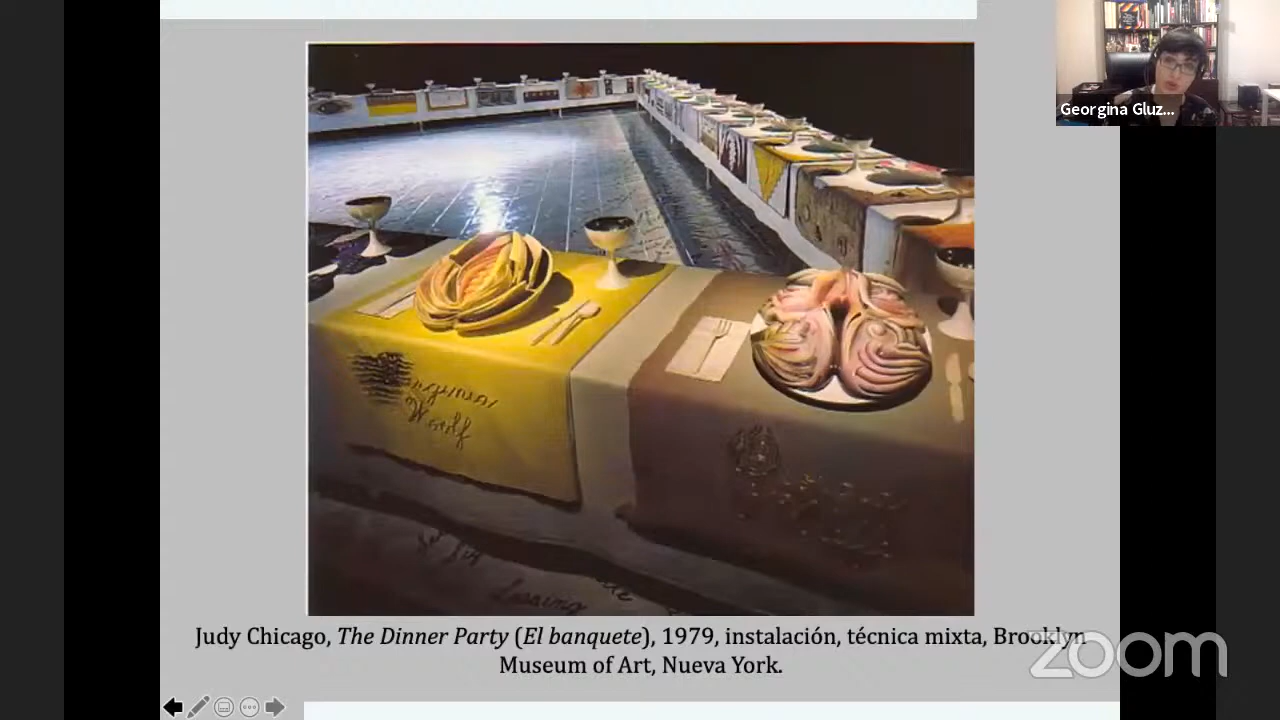 Georgina Gluz...
Woolf
Judy Chicago, The Dinner Party (El banquete), 1979, instalación, técnica mixta, Brooklyn
Museum of Art, Nueva York.
zoom